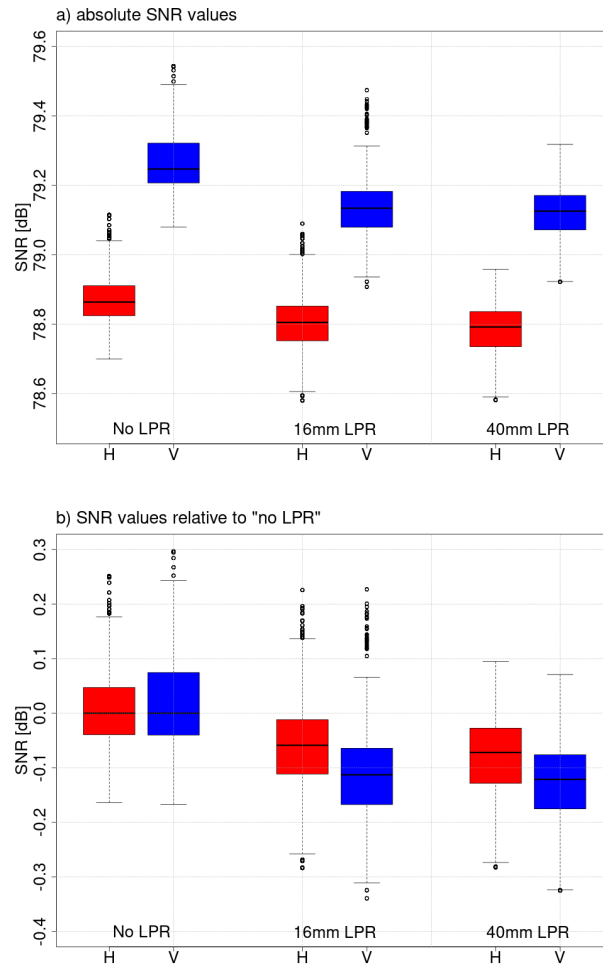 a) absolute SNR values
79.6
79.4
79.2
79.0
78.8
78.6
SNR [dB]
No LPR 16mm LPR 40mm LPR
H V H V H V
b) SNR values relative to "no LPR"
0.3
0.2
0.1
0.0
-0.1
-0.2
-0.3
-0.4
SNR [dB]
No LPR 16mm LPR 40mm LPR
H V H V H V